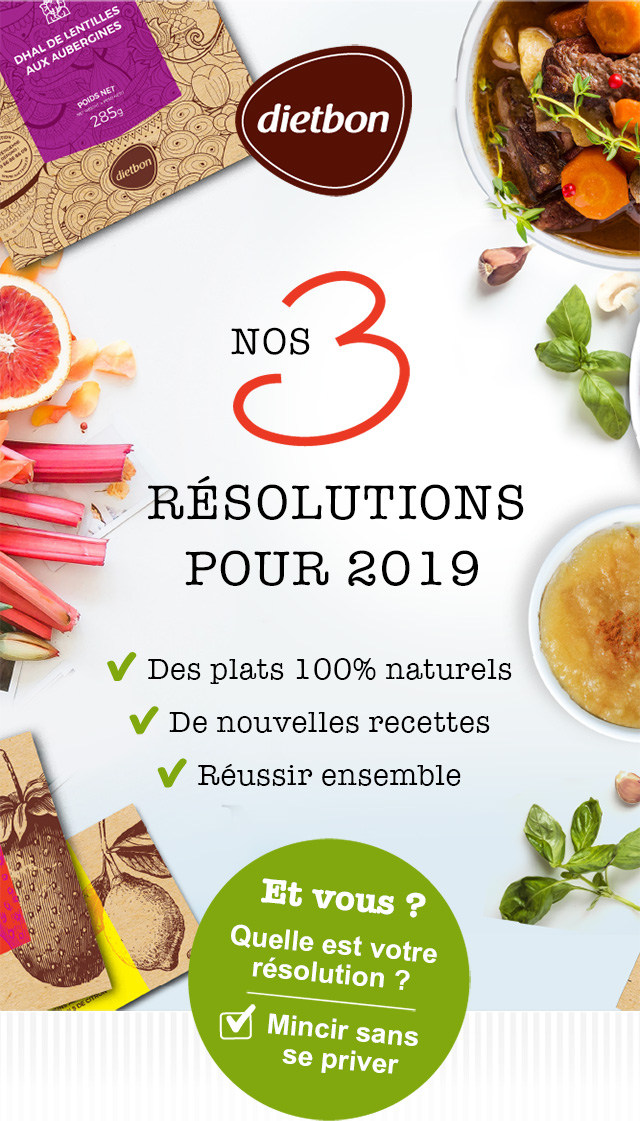 DHAL DE LENTILLES
AUX AUBERGINES
POIDS NET
285g
dietbon
dietbon
NOS 3
RÉSOLUTIONS
POUR 2019
✔ Des plats 100% naturels
✔ De nouvelles recettes
✔ Réussir ensemble
Et vous ?
Quelle est votre
résolution ?
Mincir sans
se priver